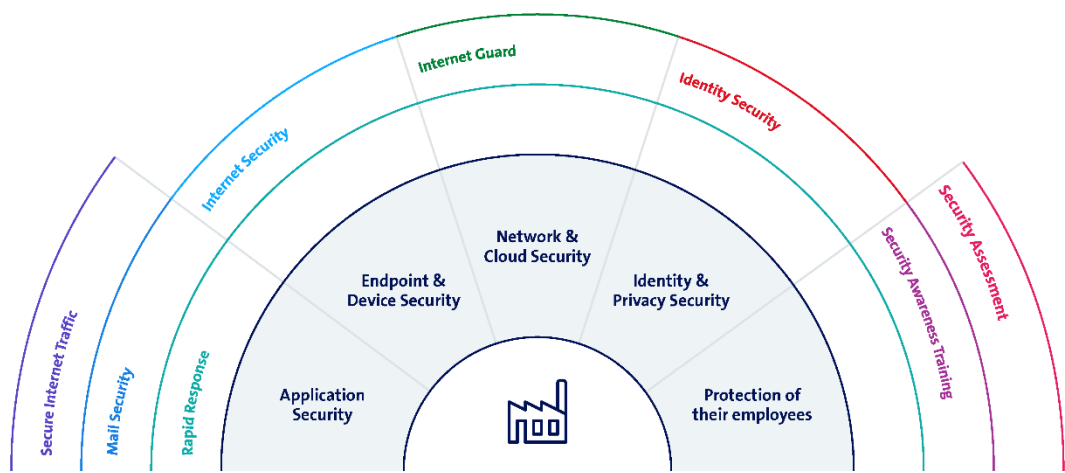 Internet Guard
Identity Security
Internet Security
Security Assessment
Security Awareness Training
Secure Internet Traffic
Mail Security
Rapid Response
Network &
Cloud Security
Endpoint &
Device Security
Identity &
Privacy Security
Application
Security
Protection of
their employees